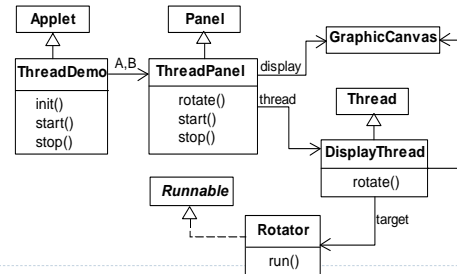 Applet
Panel
GraphicCanvas
A,B
ThreadDemo
init()
start()
stop()
ThreadPanel
rotate()
start()
stop()
display
thread
Thread
DisplayThread
rotate()
target
Runnable
Rotator
run()